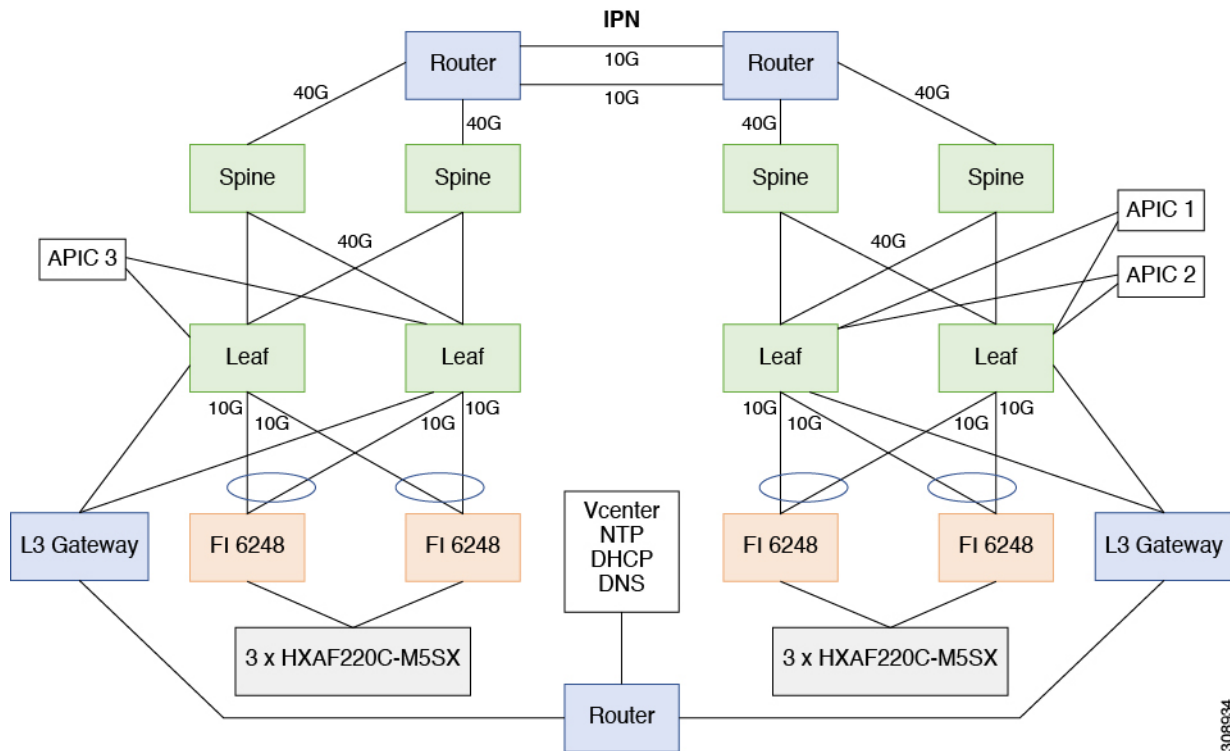 IPN
Router
10G
10G
Router
40G
40G
40G
40G
Spine
Spine
Spine
Spine
APIC 3
40G
40G
APIC 1
APIC 2
Leaf
Leaf
Leaf
Leaf
10G
10G
10G
10G
10G
10G
10G
10G
L3 Gateway
FI 6248
FI 6248
Vcenter
NTP
DHCP
DNS
FI 6248
FI 6248
L3 Gateway
3 x HXAF220C-M5SX
3 x HXAF220C-M5SX
Router
308934